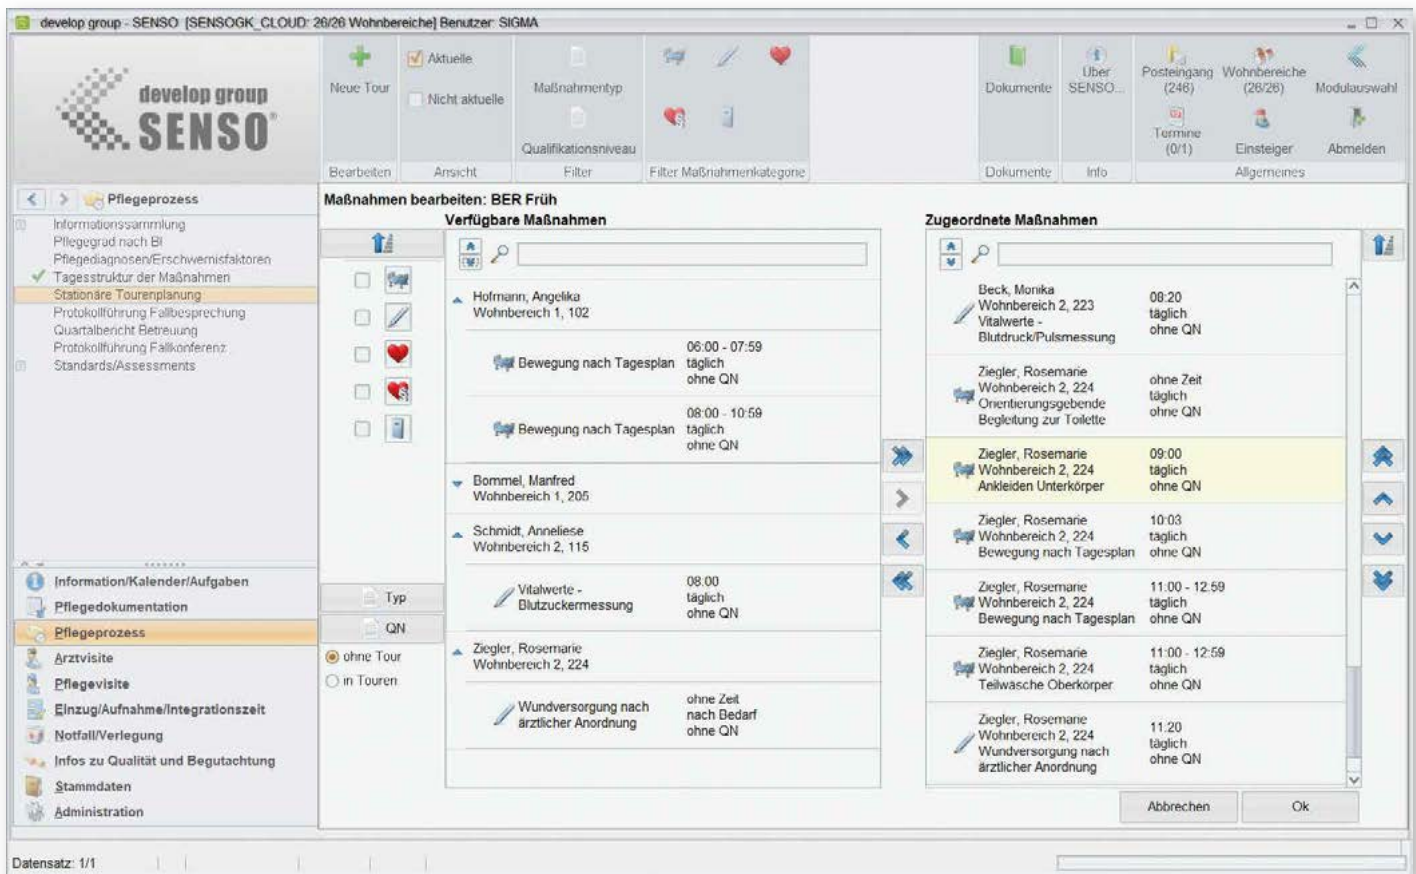 develop group - SENSO [SENSOGK_CLOUD: 26/26 Wohnbereiche] Benutzer: SIGMA
develop group
SENSO®
Neue Tour
Bearbeiten
Aktuelle
Nicht aktuelle
Ansicht
Maßnahmentyp
Qualifikationsniveau
Filter
Filter Maßnahmenkategorie
Dokumente
Dokumente
Über
SENSO...
Info
Posteingang
(246)
Wohnbereiche
(26/26)
Modulauswahl
Termine
(0/1)
Einsteiger
Abmelden
Allgemeines
Pflegeprozess
Informationssammlung
Pflegegrad nach BI
Pflegediagnosen/Erschwernisfaktoren
Tagesstruktur der Maßnahmen
Stationäre Tourenplanung
Protokollführung Fallbesprechung
Quartalbericht Betreuung
Protokollführung Fallkonferenz
Standards/Assessments
Information/Kalender/Aufgaben
Pflegedokumentation
Pflegeprozess
Arztvisite
Pflegevisite
Einzug/Aufnahme/Integrationszeit
Notfall/Verlegung
Infos zu Qualität und Begutachtung
Stammdaten
Administration
Maßnahmen bearbeiten: BER Früh
Typ
QN
ohne Tour
in Touren
Verfügbare Maßnahmen
Hofmann, Angelika
Wohnbereich 1, 102
Bewegung nach Tagesplan
06:00 - 07:59
täglich
ohne QN
Bewegung nach Tagesplan
08:00 - 10:59
täglich
ohne QN
Bommel, Manfred
Wohnbereich 1, 205
Schmidt, Anneliese
Wohnbereich 2, 115
Vitalwerte -
Blutzuckermessung
08:00
täglich
ohne QN
Ziegler, Rosemarie
Wohnbereich 2, 224
Wundversorgung nach
ärztlicher Anordnung
ohne Zeit
nach Bedarf
ohne QN
Zugeordnete Maßnahmen
Beck, Monika
Wohnbereich 2, 223
Vitalwerte -
Blutdruck/Pulsmessung
08:20
täglich
ohne QN
Ziegler, Rosemarie
Wohnbereich 2, 224
Orientierungsgebende
Begleitung zur Toilette
ohne Zeit
täglich
ohne QN
Ziegler, Rosemarie
Wohnbereich 2, 224
Ankleiden Unterkörper
09:00
täglich
ohne QN
Ziegler, Rosemarie
Wohnbereich 2, 224
Bewegung nach Tagesplan
10:03
täglich
ohne QN
Ziegler, Rosemarie
Wohnbereich 2, 224
Bewegung nach Tagesplan
11:00 - 12:59
täglich
ohne QN
Ziegler, Rosemarie
Wohnbereich 2, 224
Teilwäsche Oberkörper
11:00 - 12:59
täglich
ohne QN
Ziegler, Rosemarie
Wohnbereich 2, 224
Wundversorgung nach
ärztlicher Anordnung
11:20
täglich
ohne QN
Abbrechen
Ok
Datensatz: 1/1